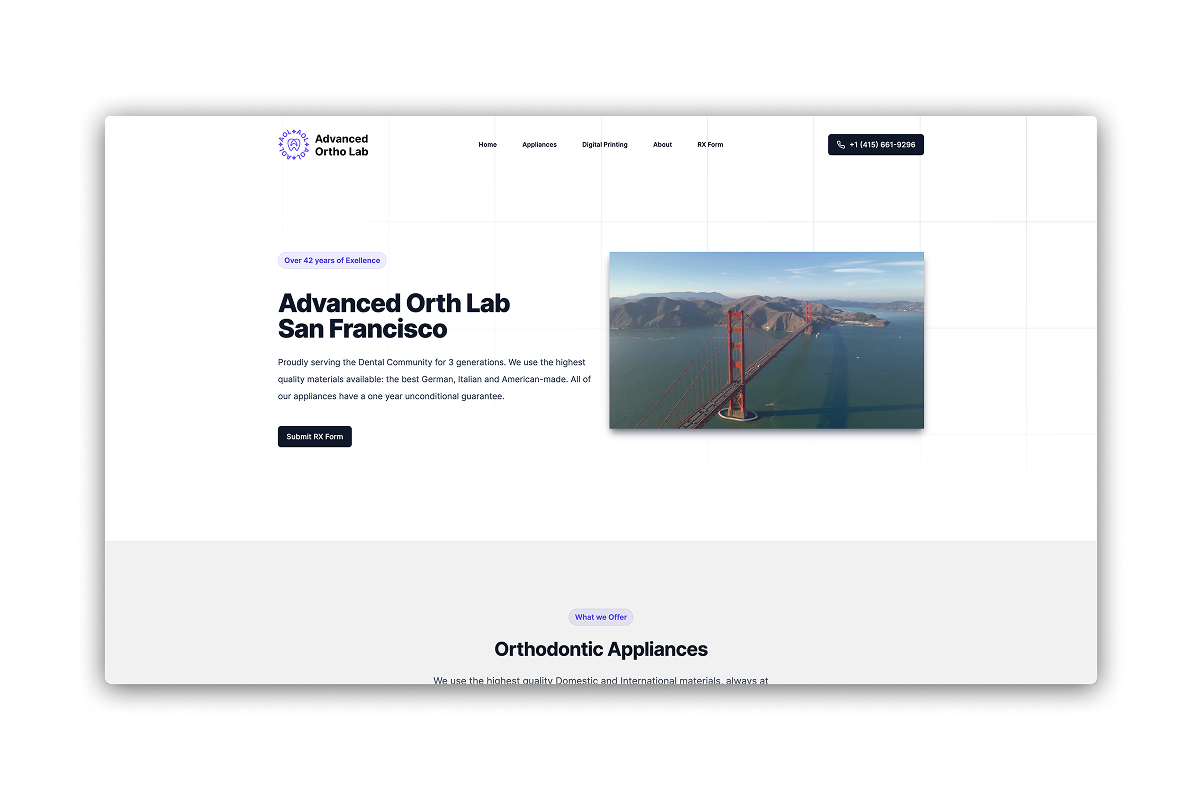 AOL★AOL★AOL★AOL★
Advanced
Ortho Lab
Home
Appliances
Digital Printing
About
RX Form
+1 (415) 661-9296
Over 42 years of Exellence
Advanced Orth Lab
San Francisco
Proudly serving the Dental Community for 3 generations. We use the highest
quality materials available: the best German, Italian and American-made. All of
our appliances have a one year unconditional guarantee.
Submit RX Form
What we Offer
Orthodontic Appliances
We use the highest quality Domestic and International materials, always at